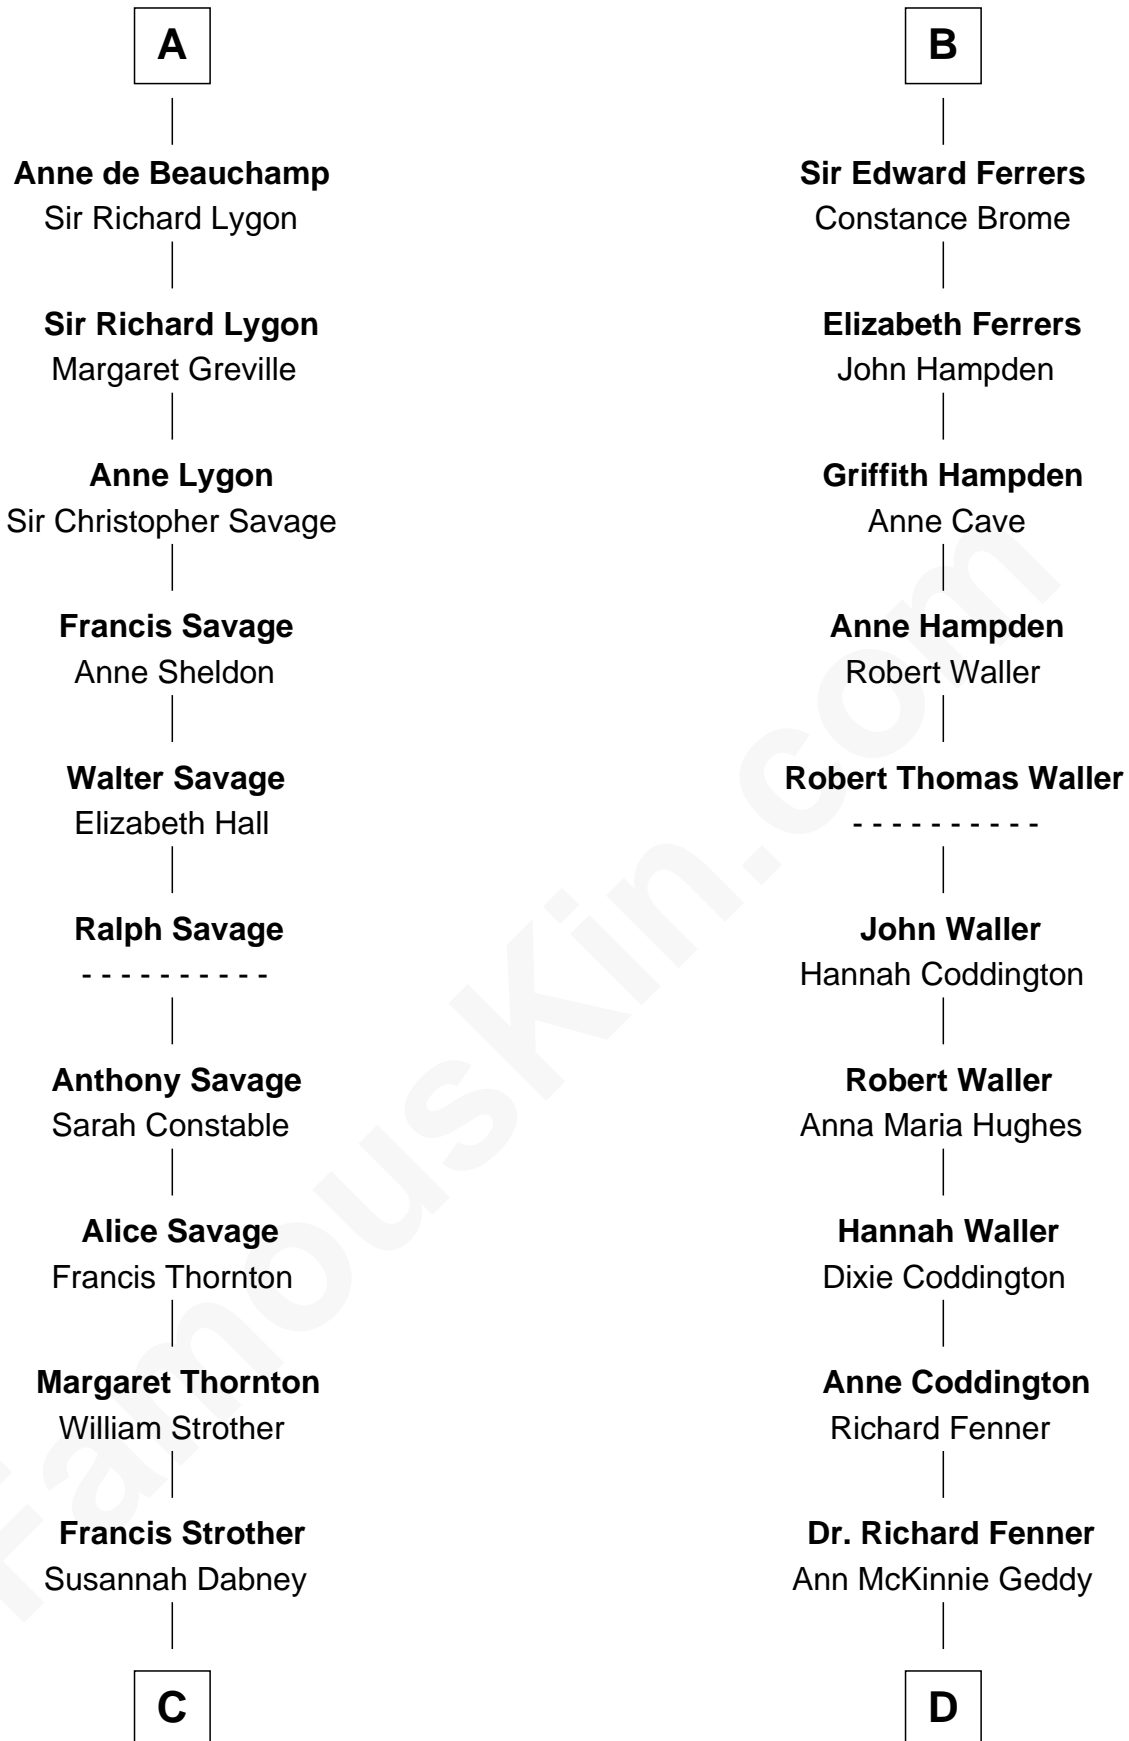 A
Anne de Beauchamp
Sir Richard Lygon
Sir Richard Lygon
Margaret Greville
Anne Lygon
Sir Christopher Savage
Francis Savage
Anne Sheldon
Walter Savage
Elizabeth Hall
Ralph Savage
- - - - - - - - - -
Anthony Savage
Sarah Constable
Alice Savage
Francis Thornton
Margaret Thornton
William Strother
Francis Strother
Susannah Dabney
C
B
Sir Edward Ferrers
Constance Brome
Elizabeth Ferrers
John Hampden
Griffith Hampden
Anne Cave
Anne Hampden
Robert Waller
Robert Thomas Waller
- - - - - - - - - -
John Waller
Hannah Coddington
Robert Waller
Anna Maria Hughes
Hannah Waller
Dixie Coddington
Anne Coddington
Richard Fenner
Dr. Richard Fenner
Ann McKinnie Geddy
D
FamousKin.com